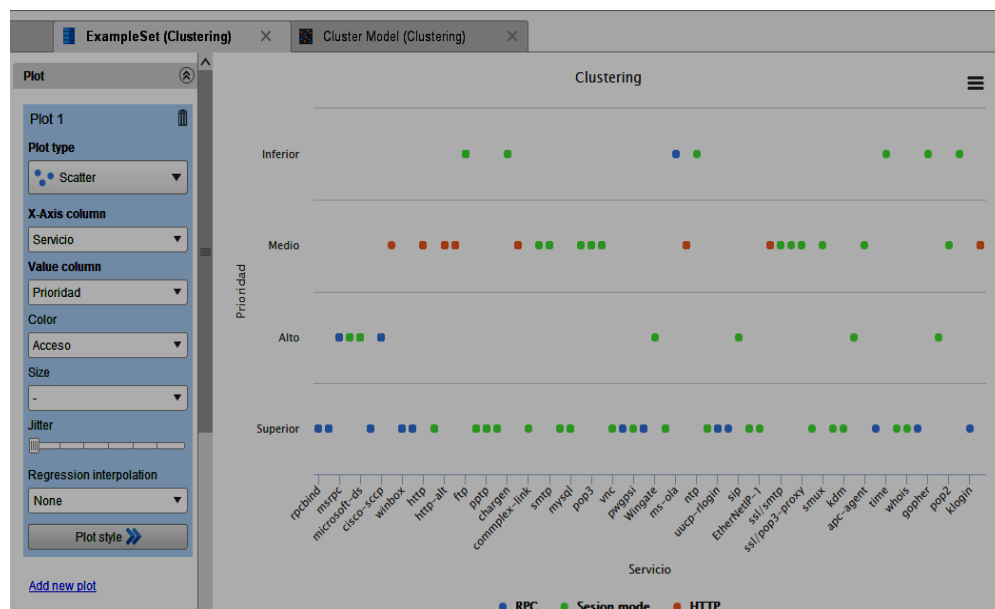 ExampleSet (Clustering)
Cluster Model (Clustering)
Plot
Clustering
Plot 1
Plot type
Scatter
X-Axis column
Servicio
Value column
Prioridad
Color
Acceso
Size
-
Jitter
Regression interpolation
None
Plot style
Add new plot
Prioridad
Inferior
Medio
Alto
Superior
rpcbind
msrpc
microsoft-ds
cisco-sccp
winbox
http
http-alt
ftp
pptp
chargen
commplex-link
smtp
mysql
pop3
vnc
pwgpsi
Wingate
ms-ola
ntp
uucp-rlogin
sip
EtherNetIP-1
ssl/smtp
ssl/pop3-proxy
smux
kdm
apc-agent
time
whois
gopher
pop2
klogin
Servicio
RPC Sesion mode HTTP